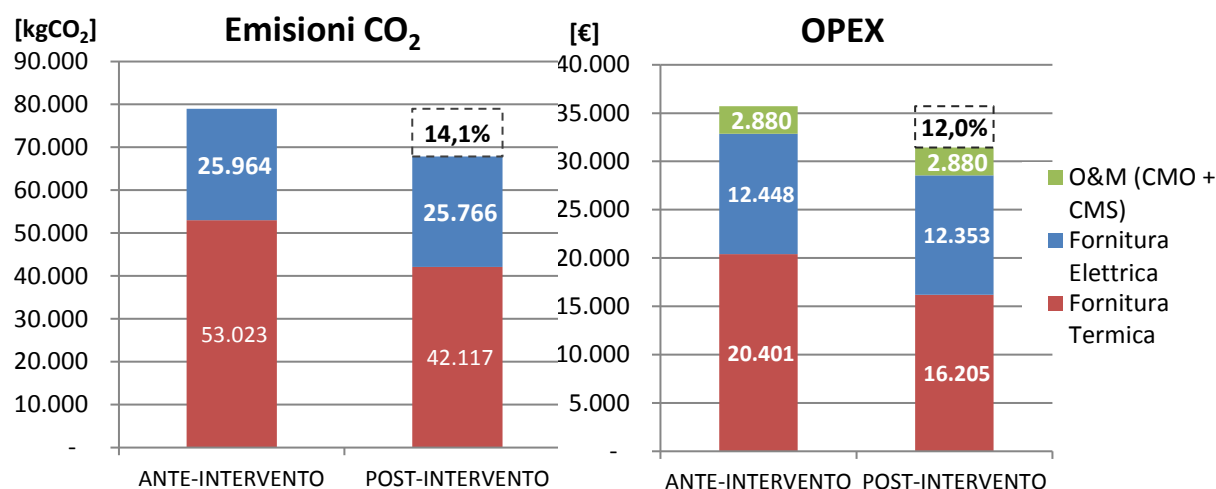 [kgCO₂]
Emisioni CO₂
90.000
80.000
70.000
60.000
50.000
40.000
30.000
20.000
10.000
-
14,1%
25.964
25.766
53.023
42.117
ANTE-INTERVENTO
POST-INTERVENTO
[€]
OPEX
40.000
35.000
30.000
25.000
20.000
15.000
10.000
5.000
-
2.880
12,0%
2.880
12.448
12.353
20.401
16.205
ANTE-INTERVENTO
POST-INTERVENTO
O&M (CMO +
CMS)
Fornitura
Elettrica
Fornitura
Termica